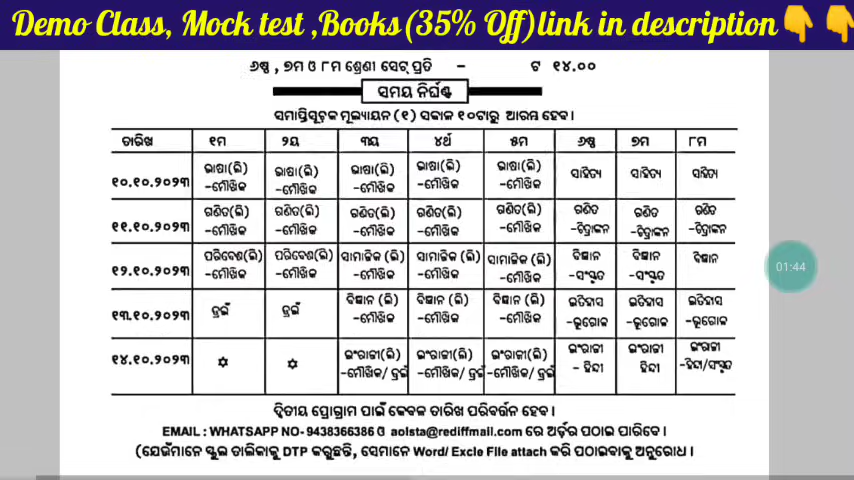 Demo Class, Mock test ,Books(35% Off)link in description👇👇
୬ଷ୍ଠ , ୭ମ ଓ ୮ମ ଶ୍ରେଣୀ ସେଟ୍ ପ୍ରତି – ଟ ୧୪.୦୦
ସମୟ ନିର୍ଘଣ୍ଟ
ସମାପ୍ତିସୂଚକ ମୂଲ୍ୟାୟନ (୧) ସକାଳ ୧୦ଟାରୁ ଆରମ୍ଭ ହେବ ।
ତାରିଖ ୧ମ ୨ୟ ୩ୟ ୪ର୍ଥ ୫ମ ୬ଷ୍ଠ ୭ମ ୮ମ
୧୦.୧୦.୨୦୨୩ ଭାଷା(ଲି) ଭାଷା(ଲି) ଭାଷା(ଲି) ଭାଷା(ଲି) ଭାଷା(ଲି) ସାହିତ୍ୟ ସାହିତ୍ୟ ସାହିତ୍ୟ
-ମୌଖିକ -ମୌଖିକ -ମୌଖିକ -ମୌଖିକ -ମୌଖିକ
୧୧.୧୦.୨୦୨୩ ଗଣିତ(ଲି) ଗଣିତ(ଲି) ଗଣିତ(ଲି) ଗଣିତ(ଲି) ଗଣିତ(ଲି) ଗଣିତ ଗଣିତ ଗଣିତ
-ମୌଖିକ -ମୌଖିକ -ମୌଖିକ -ମୌଖିକ -ମୌଖିକ -ଚିତ୍ରାଙ୍କନ -ଚିତ୍ରାଙ୍କନ -ଚିତ୍ରାଙ୍କନ
୧୨.୧୦.୨୦୨୩ ପରିବେଶ(ଲି) ପରିବେଶ(ଲି) ସାମାଜିକ (ଲି) ସାମାଜିକ (ଲି) ସାମାଜିକ (ଲି) ବିଜ୍ଞାନ ବିଜ୍ଞାନ ବିଜ୍ଞାନ
-ମୌଖିକ -ମୌଖିକ -ମୌଖିକ -ମୌଖିକ -ମୌଖିକ -ସଂସ୍କୃତ -ସଂସ୍କୃତ
01:44
୧୩.୧୦.୨୦୨୩ ଡ୍ରଇଁ ଡ୍ରଇଁ ବିଜ୍ଞାନ (ଲି) ବିଜ୍ଞାନ (ଲି) ବିଜ୍ଞାନ (ଲି) ଇତିହାସ ଇତିହାସ ଇତିହାସ
-ମୌଖିକ -ମୌଖିକ -ମୌଖିକ -ଭୂଗୋଳ -ଭୂଗୋଳ -ଭୂଗୋଳ
୧୪.୧୦.୨୦୨୩ ✡ ✡ ଇଂରାଜୀ(ଲି) ଇଂରାଜୀ(ଲି) ଇଂରାଜୀ(ଲି) ଇଂରାଜୀ ଇଂରାଜୀ ଇଂରାଜୀ
-ମୌଖିକ/ ଡ୍ରଇଁ -ମୌଖିକ/ ଡ୍ରଇଁ -ମୌଖିକ/ ଡ୍ରଇଁ - ହିନ୍ଦୀ ହିନ୍ଦୀ -ହିନ୍ଦୀ/ସଂସ୍କୃତ
ଦ୍ୱିତୀୟ ପ୍ରୋଗ୍ରାମ ପାଇଁ କେବଳ ତାରିଖ ପରିବର୍ତ୍ତନ ହେବ ।
EMAIL : WHATSAPP NO- 9438366386 ଓ aolsta@rediffmail.com ରେ ଅର୍ଡ଼ର ପଠାଇ ପାରିବେ ।
(ଯେଉଁମାନେ ସ୍କୁଲ ତାଲିକାକୁ DTP କରୁଛନ୍ତି, ସେମାନେ Word/ Excle File attach କରି ପଠାଇବାକୁ ଅନୁରୋଧ ।